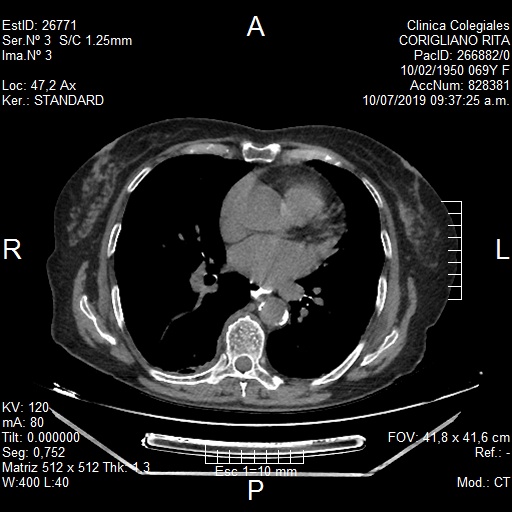 EstID: 26771
Ser.Nº 3 S/C 1.25mm
Ima.Nº 3
Loc: 47,2 Ax
Ker.: STANDARD
A
Clinica Colegiales
CORIGLIANO RITA
PacID: 266882/0
10/02/1950 069Y F
AccNum: 828381
10/07/2019 09:37:25 a.m.
R
L
KV: 120
mA: 80
Tilt: 0.000000
Seg: 0,752
Matriz 512 x 512 Thk: 1.3
W:400 L:40
Esc 1=10 mm
P
FOV: 41,8 x 41,6 cm
Ref.: -
Mod.: CT